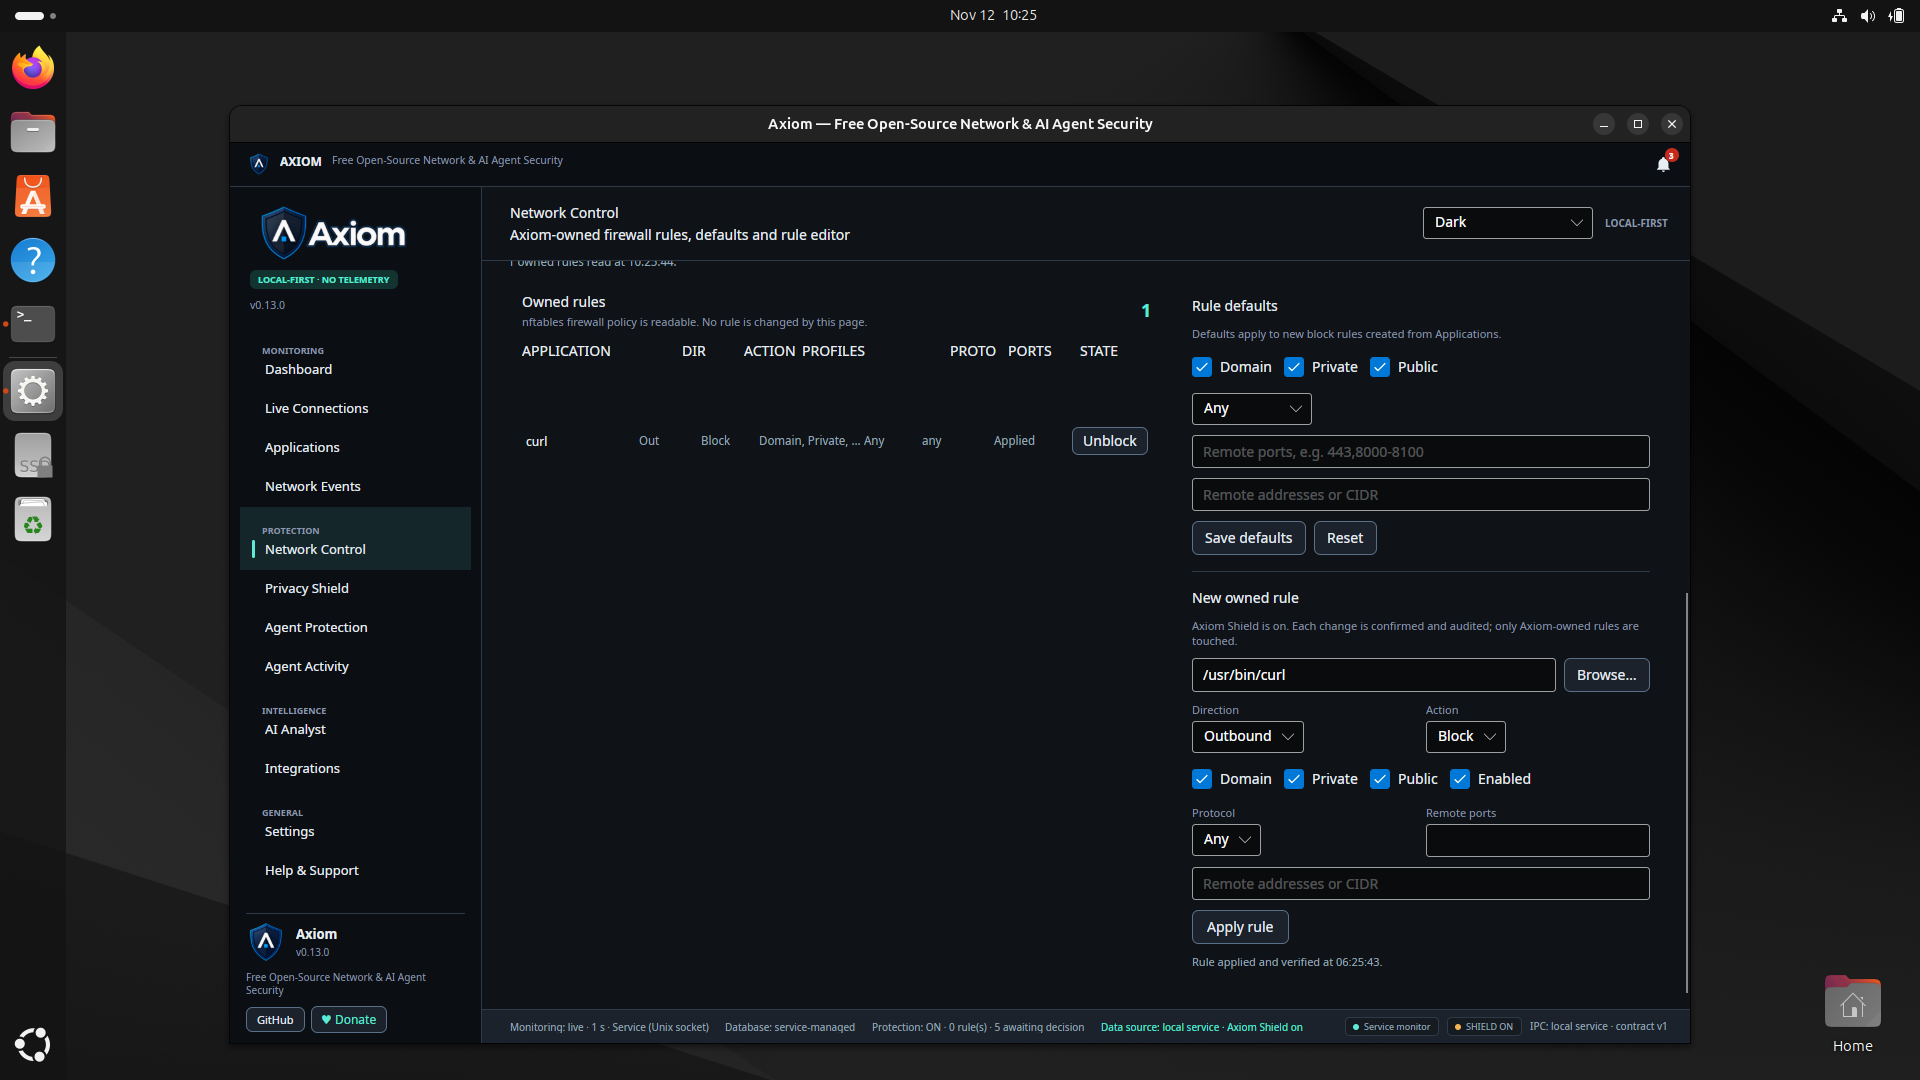 Nov 12 10:25
Axiom — Free Open-Source Network & AI Agent Security
AXIOM Free Open-Source Network & AI Agent Security
3
Axiom
LOCAL-FIRST · NO TELEMETRY
v0.13.0
MONITORING
Dashboard
Live Connections
Applications
Network Events
PROTECTION
Network Control
Privacy Shield
Agent Protection
Agent Activity
INTELLIGENCE
AI Analyst
Integrations
GENERAL
Settings
Help & Support
Axiom
v0.13.0
Free Open-Source Network & AI Agent
Security
GitHub
♥ Donate
Network Control
Axiom-owned firewall rules, defaults and rule editor
Dark
LOCAL-FIRST
1 owned rules read at 10:25:44.
Owned rules
1
nftables firewall policy is readable. No rule is changed by this page.
APPLICATION DIR ACTION PROFILES PROTO PORTS STATE
curl Out Block Domain, Private, ... Any any Applied Unblock
Rule defaults
Defaults apply to new block rules created from Applications.
Domain Private Public
Any
Remote ports, e.g. 443,8000-8100
Remote addresses or CIDR
Save defaults Reset
New owned rule
Axiom Shield is on. Each change is confirmed and audited; only Axiom-owned rules are
touched.
/usr/bin/curl Browse...
Direction Action
Outbound Block
Domain Private Public Enabled
Protocol Remote ports
Any
Remote addresses or CIDR
Apply rule
Rule applied and verified at 06:25:43.
Monitoring: live · 1 s · Service (Unix socket) Database: service-managed Protection: ON · 0 rule(s) · 5 awaiting decision Data source: local service · Axiom Shield on Service monitor SHIELD ON IPC: local service · contract v1
SSD
Home